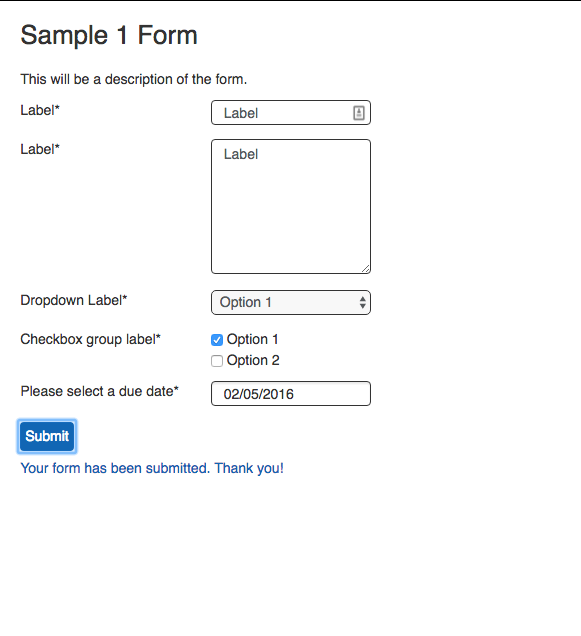 Sample 1 Form
This will be a description of the form.
Label* Label
Label* Label
Dropdown Label* Option 1
Checkbox group label* Option 1
Option 2
Please select a due date* 02/05/2016
Submit
Your form has been submitted. Thank you!